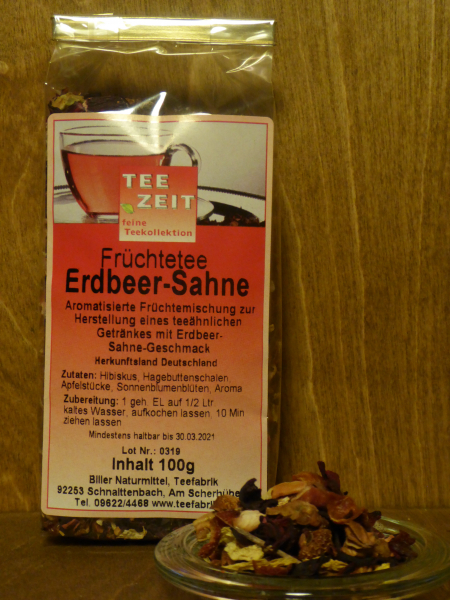 TEE
ZEIT
feine
Teekollektion
Früchtetee
Erdbeer-Sahne
Aromatisierte Früchtemischung zur
Herstellung eines teeähnlichen
Getränkes mit Erdbeer-
Sahne-Geschmack
Herkunftsland Deutschland
Zutaten: Hibiskus, Hagebuttenschalen,
Apfelstücke, Sonnenblumenblüten, Aroma
Zubereitung: 1 geh. EL auf 1/2 Ltr
kaltes Wasser, aufkochen lassen, 10 Min
ziehen lassen
Mindestens haltbar bis 30.03.2021
Lot Nr.: 0319
Inhalt 100g
Biller Naturmittel, Teefabrik
92253 Schnaittenbach, Am
Tel. 09622/4468